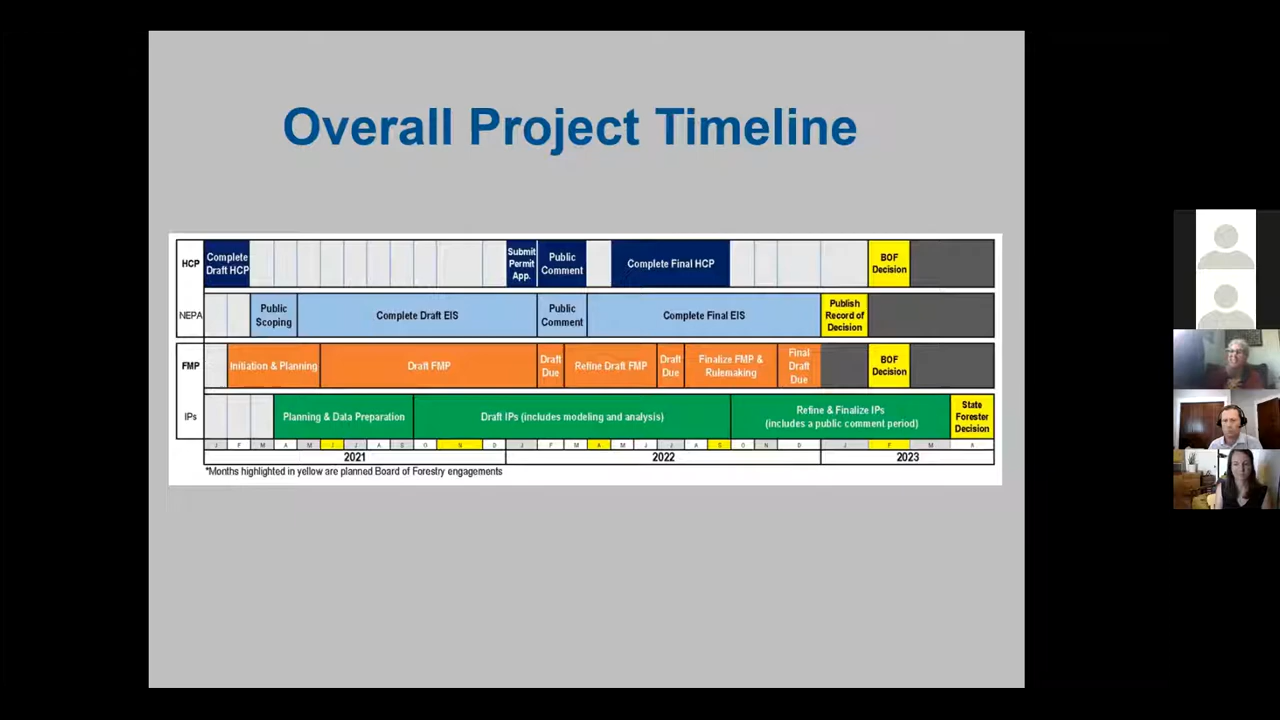 Overall Project Timeline
HCP
Complete
Draft HCP
Submit
Permit
App.
Public
Comment
Complete Final HCP
BOF
Decision
NEPA
Public
Scoping
Complete Draft EIS
Public
Comment
Complete Final EIS
Publish
Record of
Decision
FMP
Initiation & Planning
Draft FMP
Draft
Due
Refine Draft FMP
Draft
Due
Finalize FMP &
Rulemaking
Final
Draft
Due
BOF
Decision
IPs
Planning & Data Preparation
Draft IPs (includes modeling and analysis)
Refine & Finalize IPs
(includes a public comment period)
State
Forester
Decision
J F M A M J J A S O N D J F M A M J J A S O N D J F M A
2021 2022 2023
*Months highlighted in yellow are planned Board of Forestry engagements